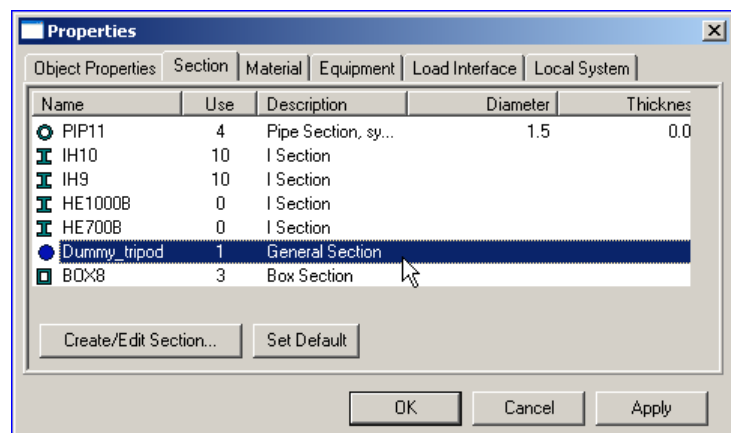 Properties
Object Properties Section Material Equipment Load Interface Local System
Name Use Description Diameter Thicknes
PIP11 4 Pipe Section, sy... 1.5 0.0
IH10 10 I Section
IH9 10 I Section
HE1000B 0 I Section
HE700B 0 I Section
Dummy_tripod 1 General Section
BOX8 3 Box Section
Create/Edit Section... Set Default
OK Cancel Apply